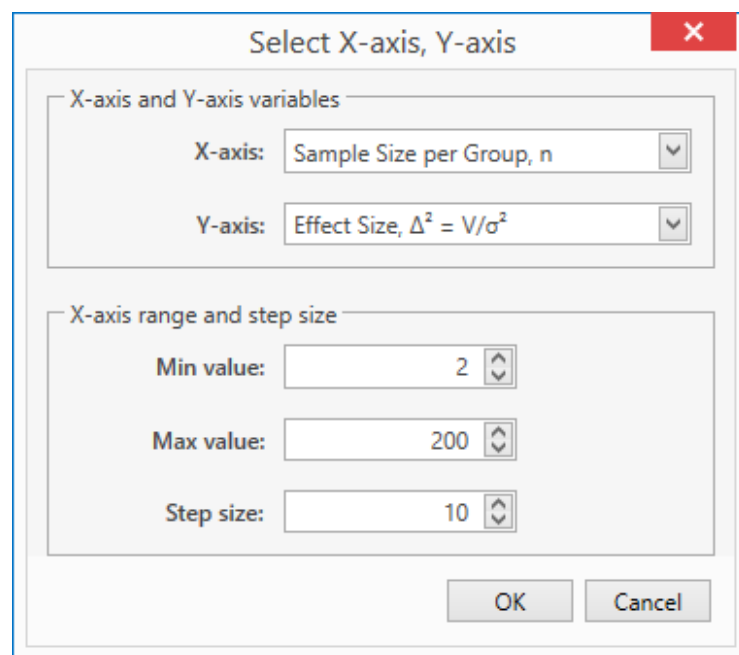 Select X-axis, Y-axis
X-axis and Y-axis variables
X-axis: Sample Size per Group, n
Y-axis: Effect Size, Δ² = V/σ²
X-axis range and step size
Min value: 2
Max value: 200
Step size: 10
OK Cancel